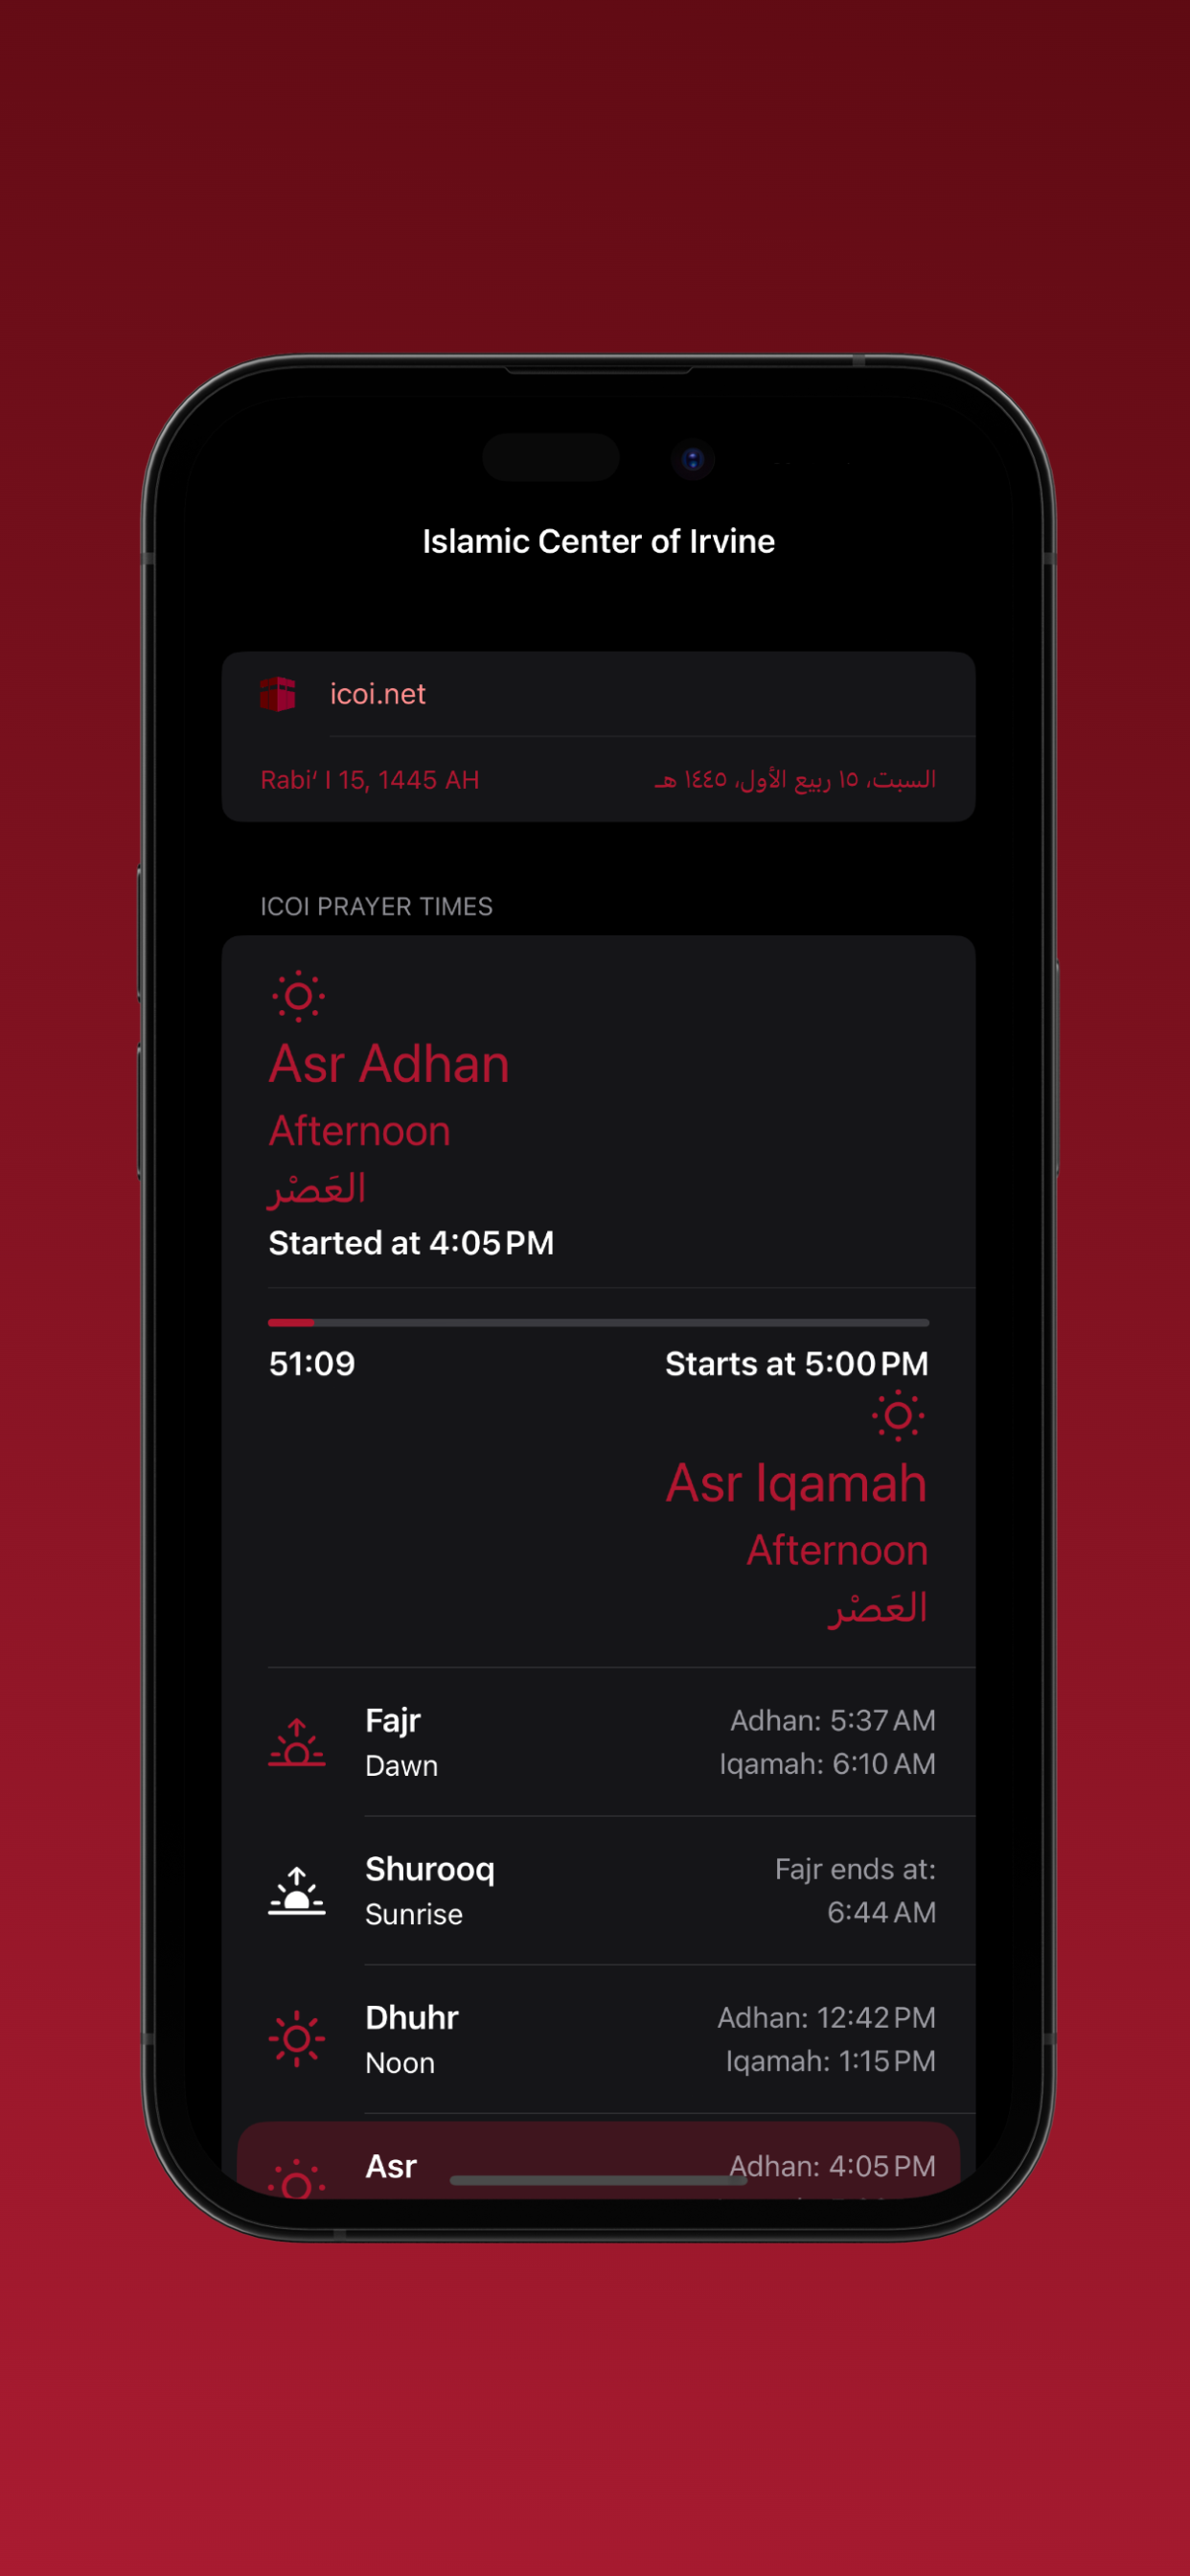 Islamic Center of Irvine
icoi.net
Rabiʻ I 15, 1445 AH
السبت، ١٥ ربيع الأول، ١٤٤٥ هـ
ICOI PRAYER TIMES
Asr Adhan
Afternoon
العَصْر
Started at 4:05 PM
51:09
Starts at 5:00 PM
Asr Iqamah
Afternoon
العَصْر
Fajr
Adhan: 5:37 AM
Dawn
Iqamah: 6:10 AM
Shurooq
Fajr ends at:
Sunrise
6:44 AM
Dhuhr
Adhan: 12:42 PM
Noon
Iqamah: 1:15 PM
Asr
Adhan: 4:05 PM